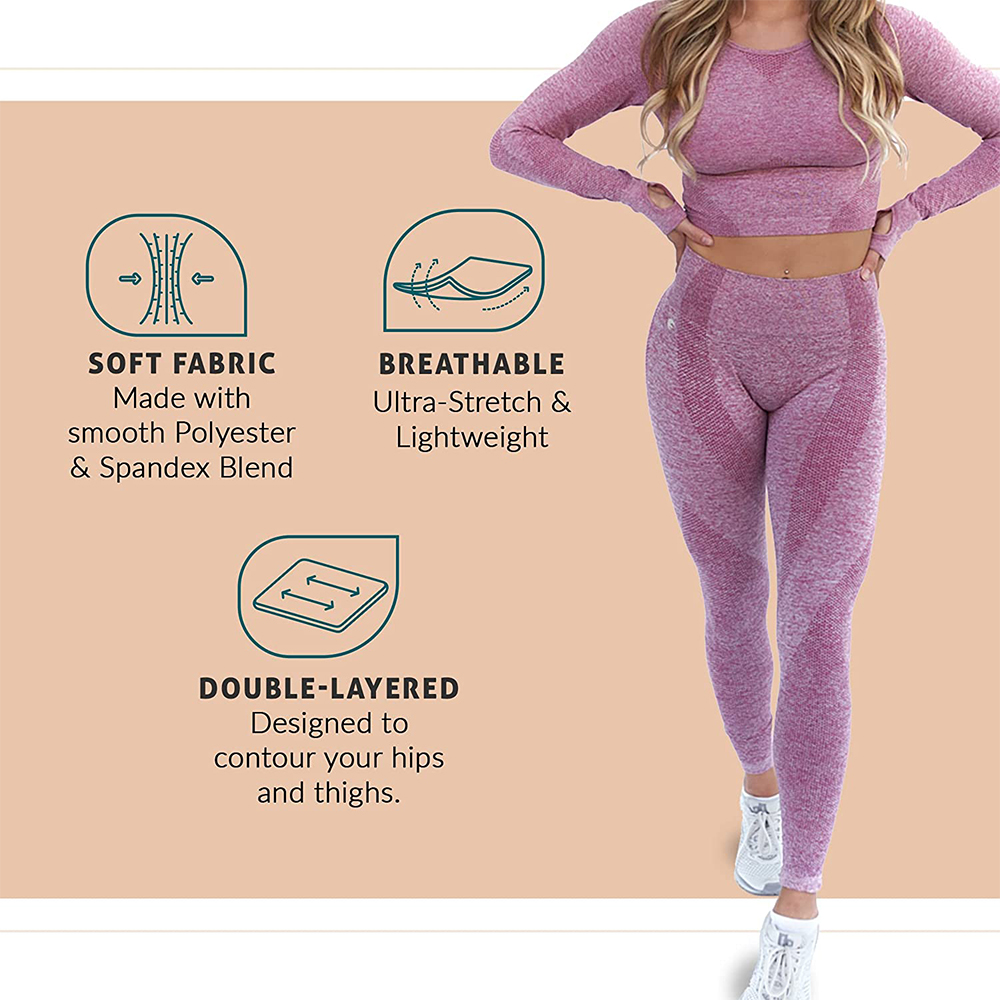 SOFT FABRIC
Made with
smooth Polyester
& Spandex Blend
BREATHABLE
Ultra-Stretch &
Lightweight
DOUBLE-LAYERED
Designed to
contour your hips
and thighs.